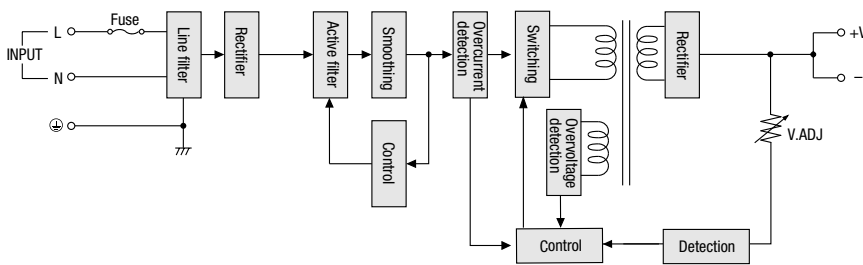 L
Fuse
INPUT
N
Line filter
Rectifier
Active filter
Smoothing
Control
Overcurrent
detection
Switching
Overvoltage
detection
Rectifier
+V
–
V.ADJ
Control
Detection